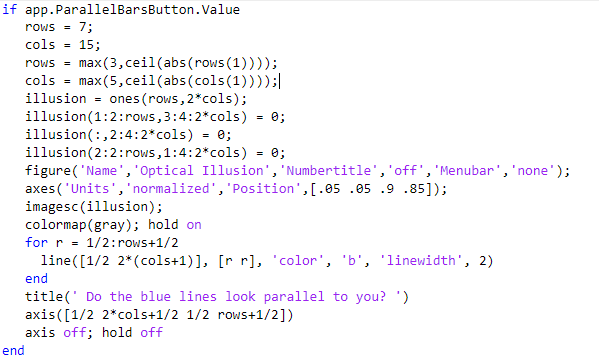 if app.ParallelBarsButton.Value
rows = 7;
cols = 15;
rows = max(3,ceil(abs(rows(1))));
cols = max(5,ceil(abs(cols(1))));
illusion = ones(rows,2*cols);
illusion(1:2:rows,3:4:2*cols) = 0;
illusion(:,2:4:2*cols) = 0;
illusion(2:2:rows,1:4:2*cols) = 0;
figure('Name','Optical Illusion','Numbertitle','off','Menubar','none');
axes('Units','normalized','Position',[.05 .05 .9 .85]);
imagesc(illusion);
colormap(gray); hold on
for r = 1/2:rows+1/2
line([1/2 2*(cols+1)], [r r], 'color', 'b', 'linewidth', 2)
end
title(' Do the blue lines look parallel to you? ')
axis([1/2 2*cols+1/2 1/2 rows+1/2])
axis off; hold off
end